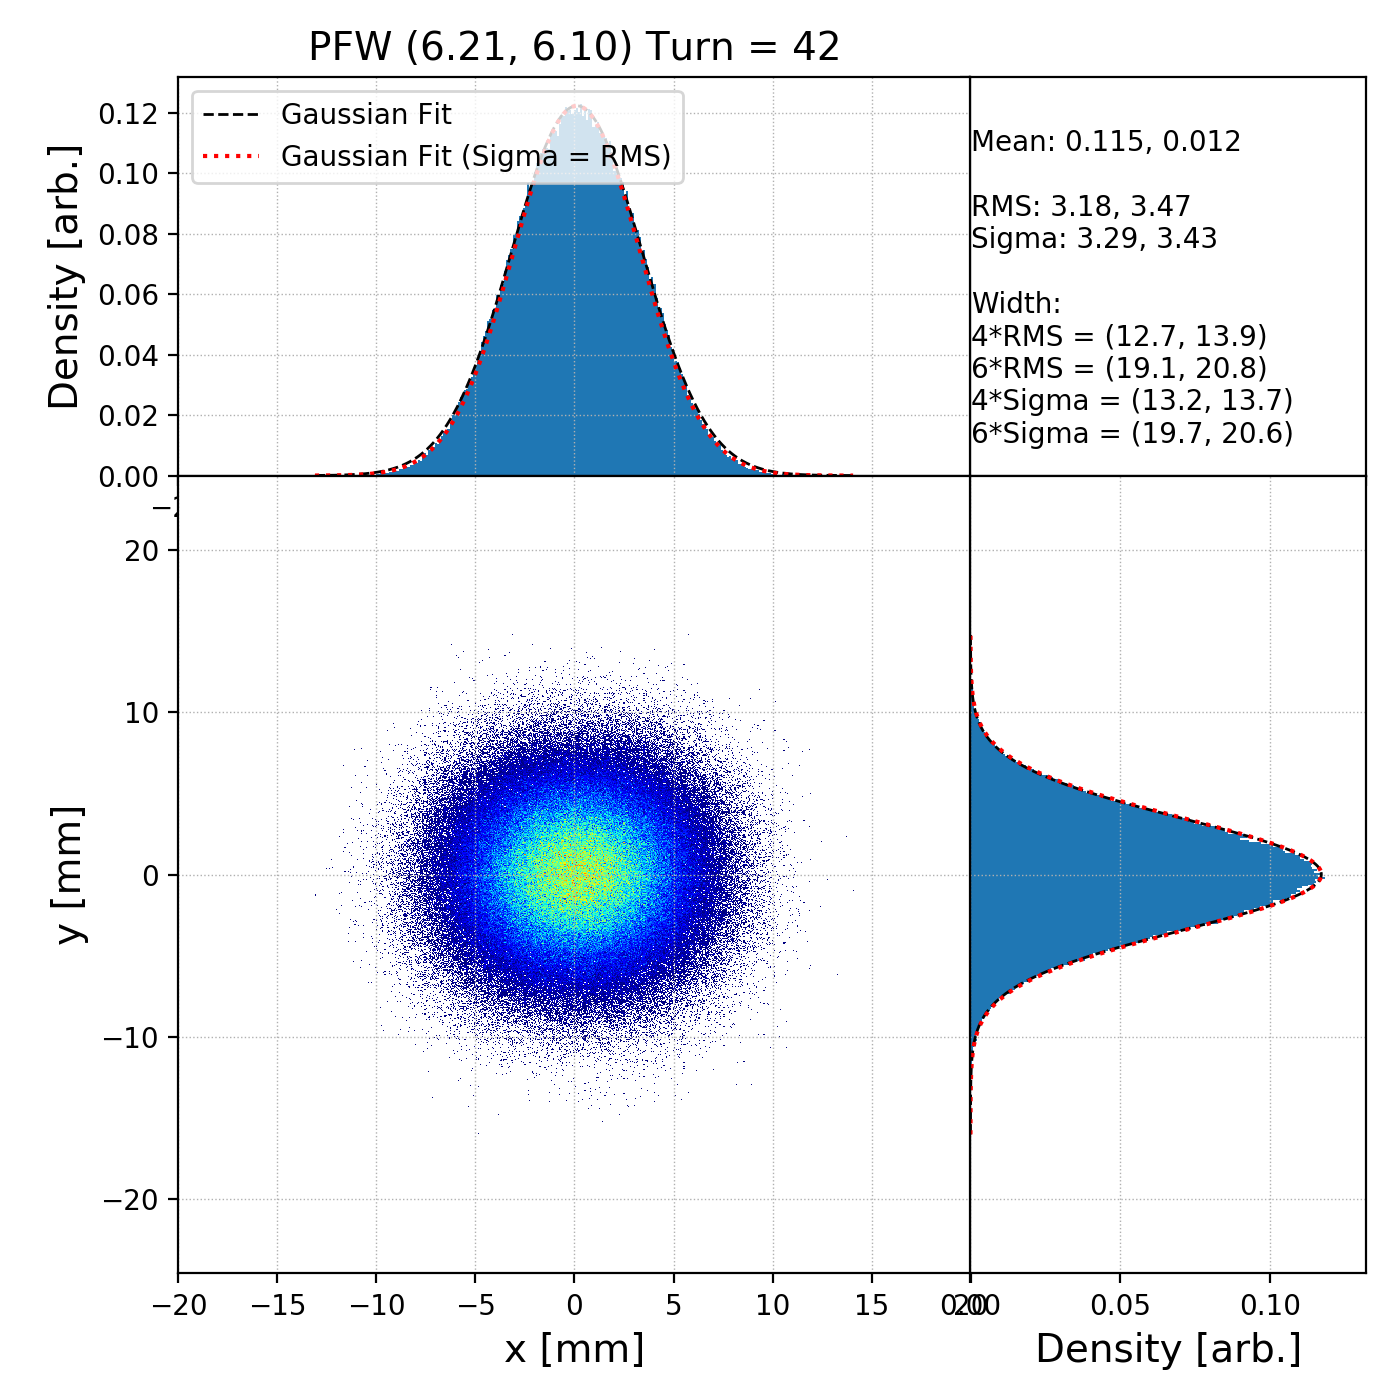 PFW (6.21, 6.10) Turn = 42
Gaussian Fit
Gaussian Fit (Sigma = RMS)
Density [arb.]
0.12
0.10
0.08
0.06
0.04
0.02
0.00
Mean: 0.115, 0.012
RMS: 3.18, 3.47
Sigma: 3.29, 3.43
Width:
4*RMS = (12.7, 13.9)
6*RMS = (19.1, 20.8)
4*Sigma = (13.2, 13.7)
6*Sigma = (19.7, 20.6)
y [mm]
20
10
0
−10
−20
−20 −15 −10 −5 0 5 10 15 20
x [mm]
0.00 0.05 0.10
Density [arb.]